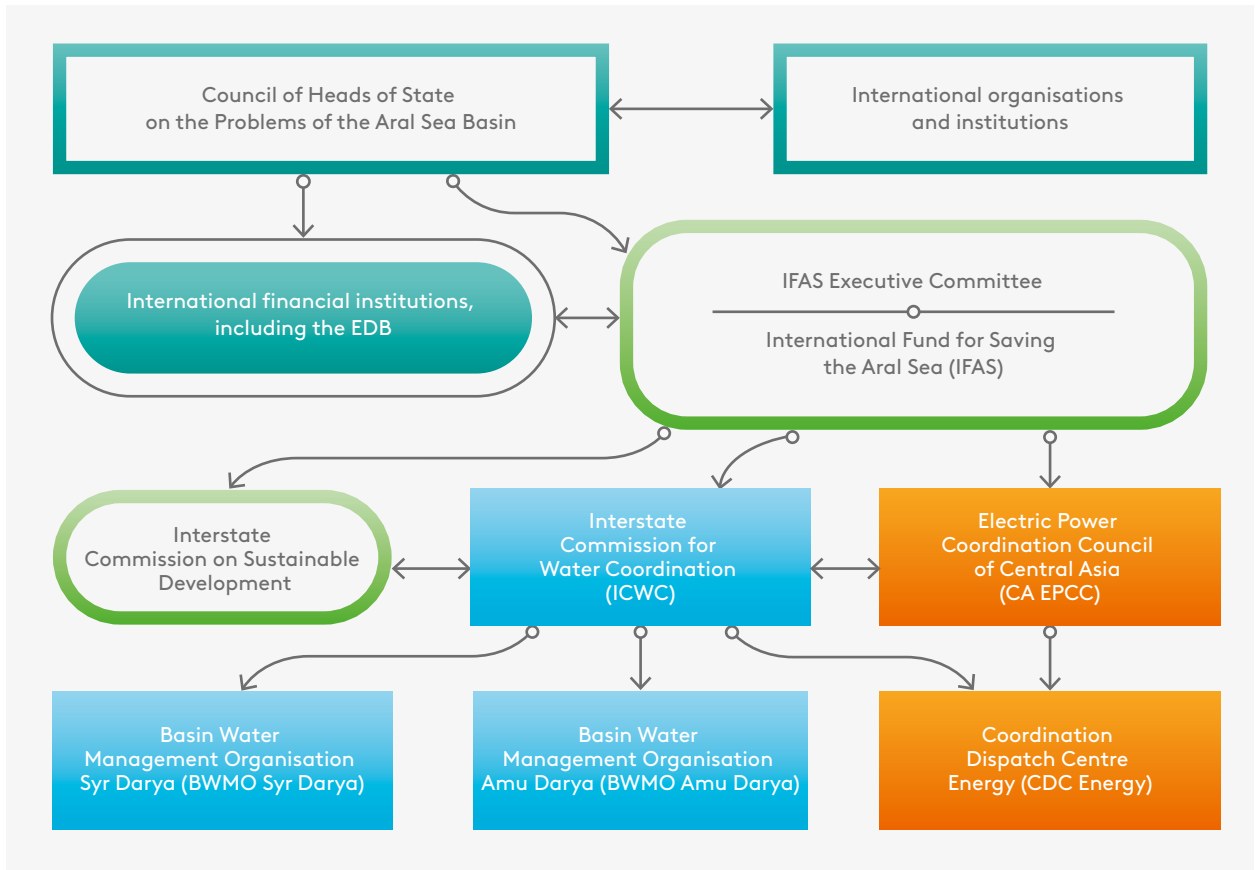 Council of Heads of State
on the Problems of the Aral Sea Basin
International organisations
and institutions
International financial institutions,
including the EDB
IFAS Executive Committee
International Fund for Saving
the Aral Sea (IFAS)
Interstate
Commission on Sustainable
Development
Interstate
Commission for
Water Coordination
(ICWC)
Electric Power
Coordination Council
of Central Asia
(CA EPCC)
Basin Water
Management Organisation
Syr Darya (BWMO Syr Darya)
Basin Water
Management Organisation
Amu Darya (BWMO Amu Darya)
Coordination
Dispatch Centre
Energy (CDC Energy)